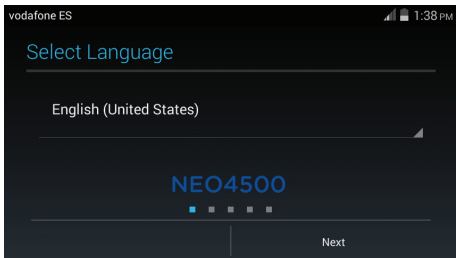 vodafone ES 1:38 PM
Select Language
English (United States)
NEO4500
Next